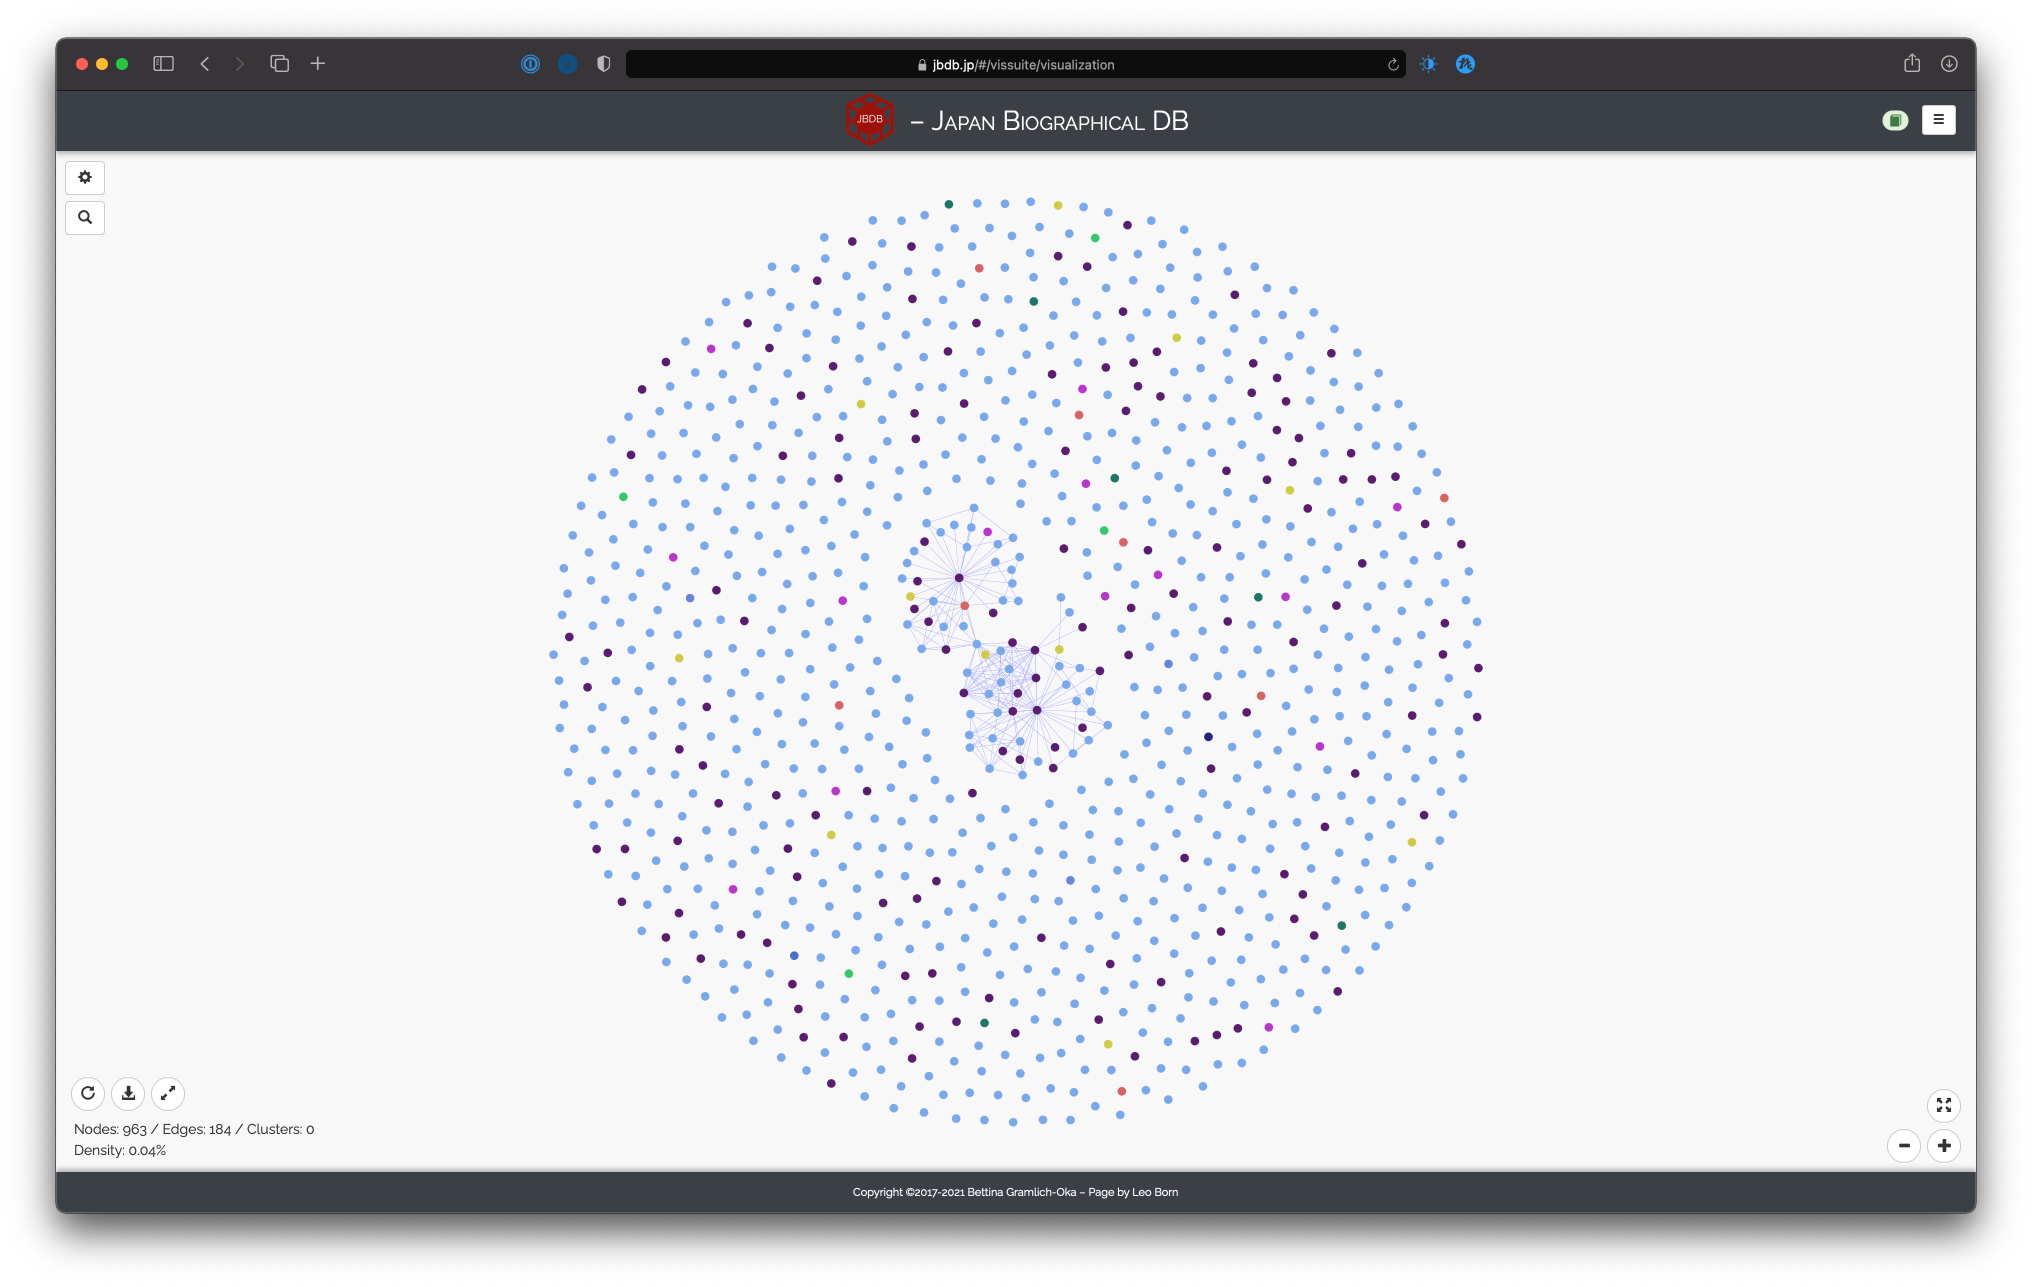 jbdb.jp/#/vissuite/visualization
JBDB
– Japan Biographical DB
Nodes: 963 / Edges: 184 / Clusters: 0
Density: 0.04%
Copyright ©2017-2021 Bettina Gramlich-Oka – Page by Leo Born